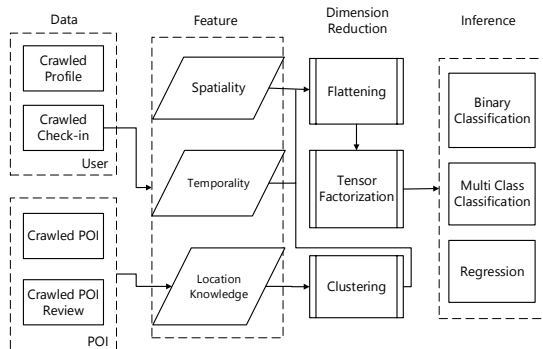 Data
Feature
Dimension
Reduction
Inference
Crawled
Profile
Crawled
Check-in
User
Crawled POI
Crawled POI
Review
POI
Spatiality
Temporality
Location
Knowledge
Flattening
Tensor
Factorization
Clustering
Binary
Classification
Multi Class
Classification
Regression